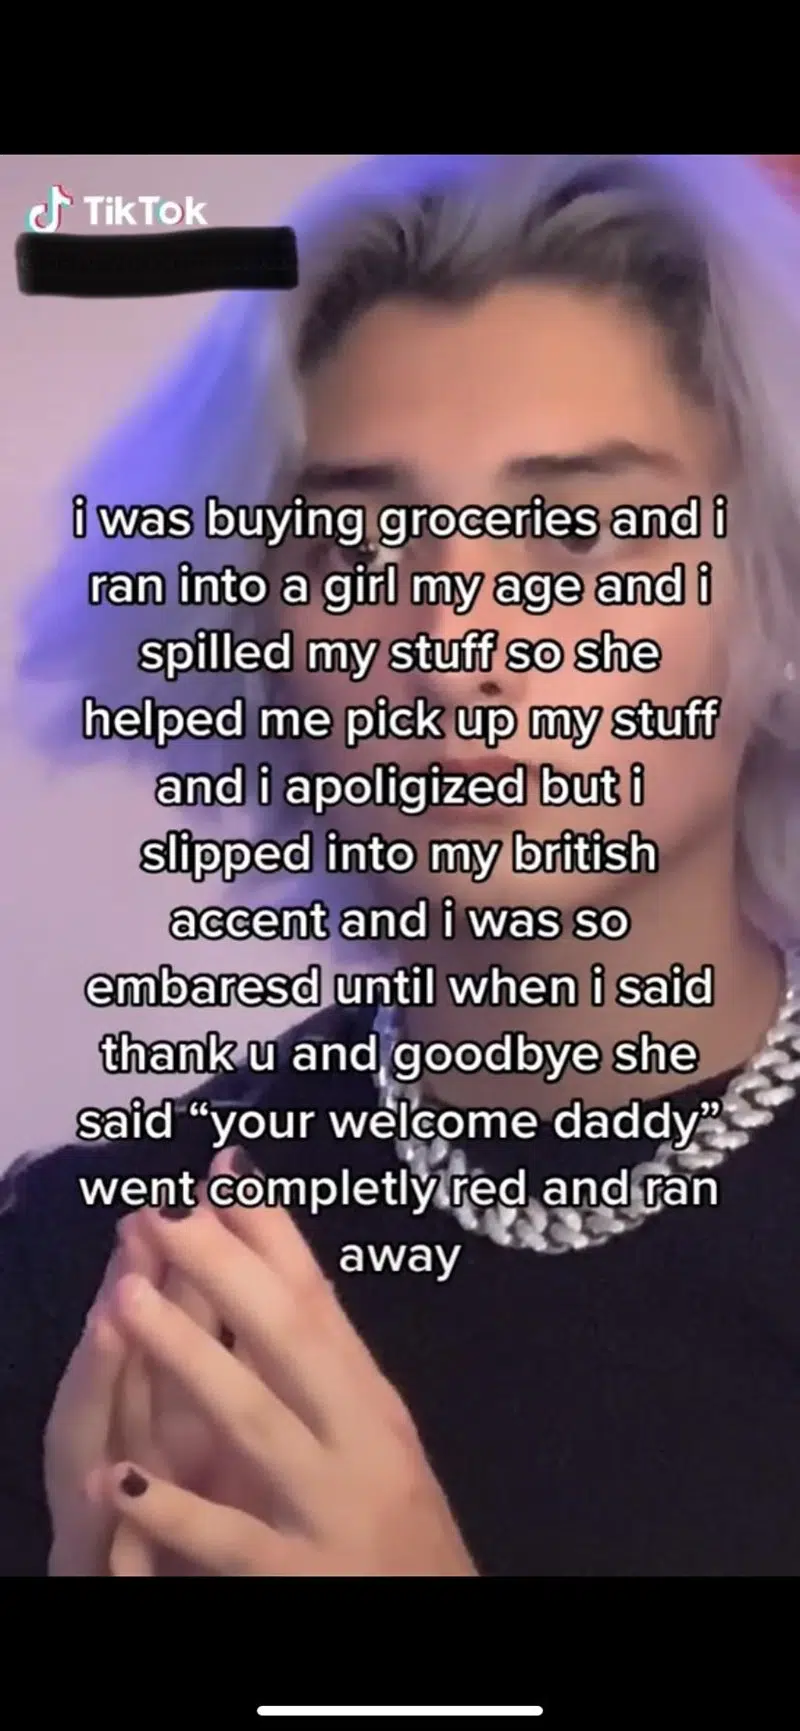 TikTok
i was buying groceries and i
ran into a girl my age and i
spilled my stuff so she
helped me pick up my stuff
and i apoligized but i
slipped into my british
accent and i was so
embaresd until when i said
thank u and goodbye she
said “your welcome daddy”
went completly red and ran
away